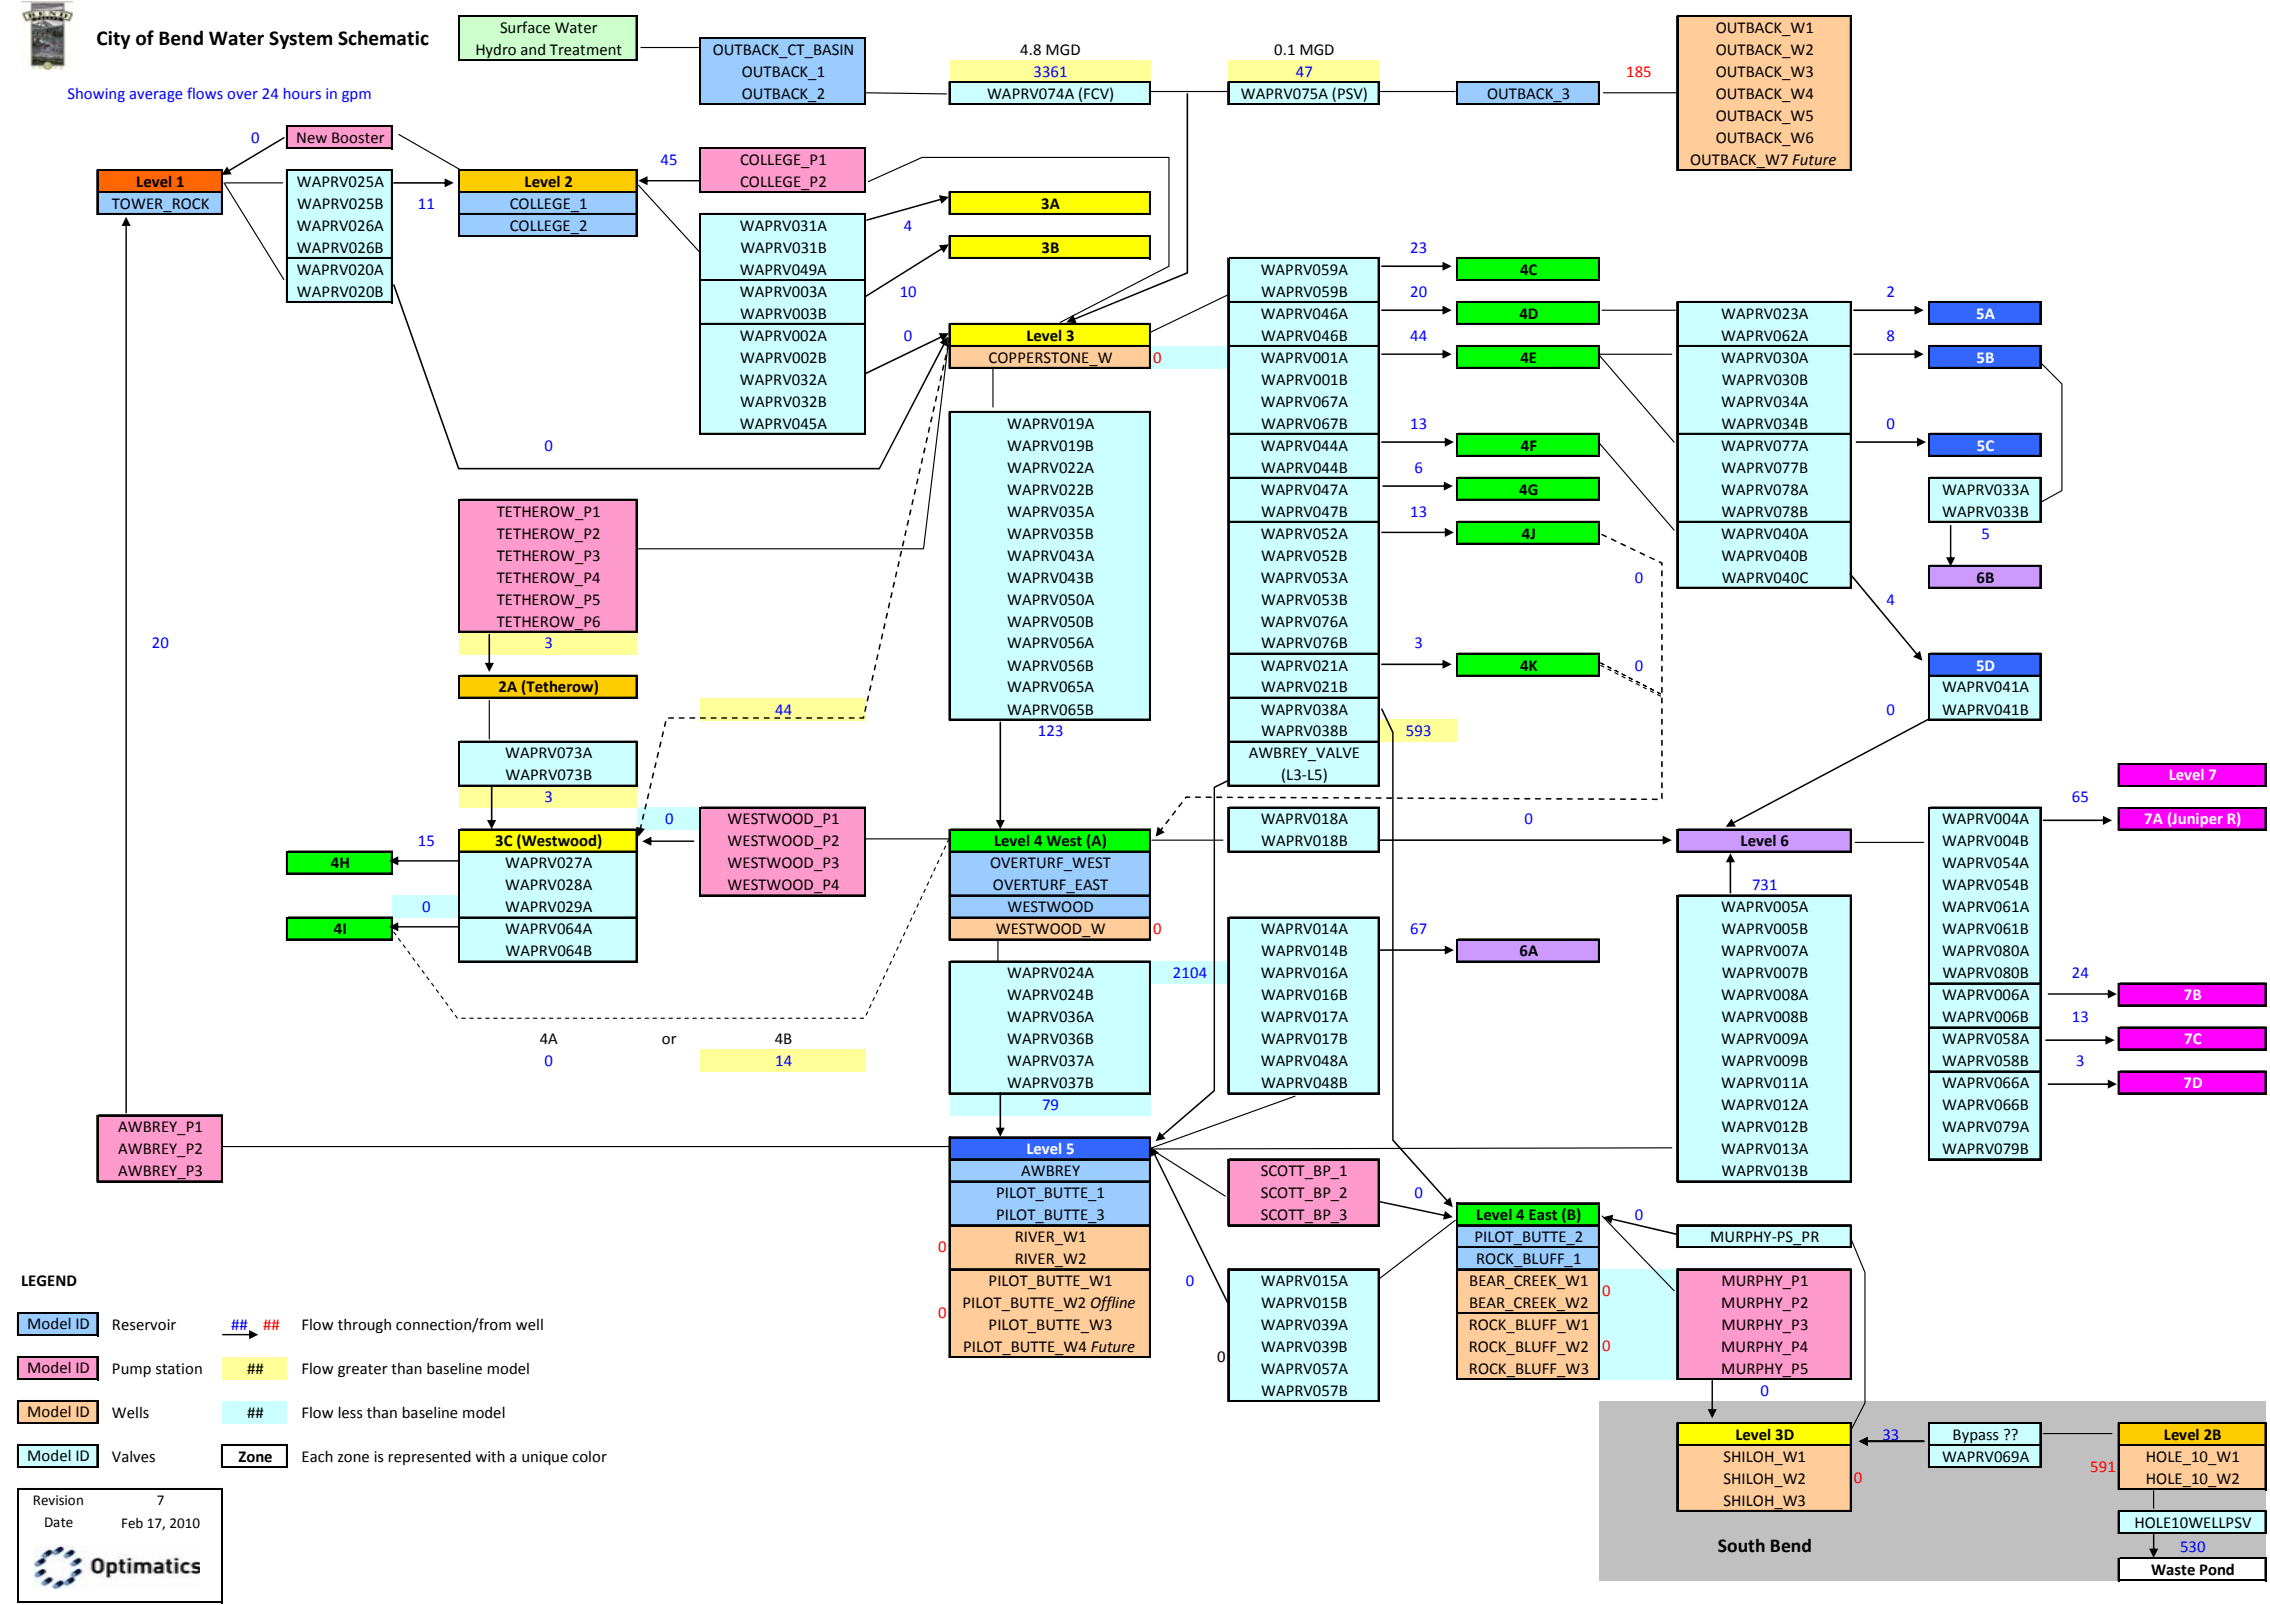 BEND
City of Bend Water System Schematic
Showing average flows over 24 hours in gpm
Surface Water
Hydro and Treatment
OUTBACK_CT_BASIN
OUTBACK_1
OUTBACK_2
4.8 MGD
3361
WAPRV074A (FCV)
0.1 MGD
47
WAPRV075A (PSV)
OUTBACK_3
185
OUTBACK_W1
OUTBACK_W2
OUTBACK_W3
OUTBACK_W4
OUTBACK_W5
OUTBACK_W6
OUTBACK_W7 Future
0
New Booster
Level 1
TOWER_ROCK
WAPRV025A
WAPRV025B
WAPRV026A
WAPRV026B
WAPRV020A
WAPRV020B
11
Level 2
COLLEGE_1
COLLEGE_2
45
COLLEGE_P1
COLLEGE_P2
WAPRV031A
WAPRV031B
WAPRV049A
WAPRV003A
WAPRV003B
WAPRV002A
WAPRV002B
WAPRV032A
WAPRV032B
WAPRV045A
4
10
0
0
3A
3B
Level 3
COPPERSTONE_W
0
WAPRV019A
WAPRV019B
WAPRV022A
WAPRV022B
WAPRV035A
WAPRV035B
WAPRV043A
WAPRV043B
WAPRV050A
WAPRV050B
WAPRV056A
WAPRV056B
WAPRV065A
WAPRV065B
123
WAPRV059A
WAPRV059B
WAPRV046A
WAPRV046B
WAPRV001A
WAPRV001B
WAPRV067A
WAPRV067B
WAPRV044A
WAPRV044B
WAPRV047A
WAPRV047B
WAPRV052A
WAPRV052B
WAPRV053A
WAPRV053B
WAPRV076A
WAPRV076B
WAPRV021A
WAPRV021B
WAPRV038A
WAPRV038B
AWBREY_VALVE
(L3-L5)
23
20
44
13
6
13
3
593
4C
4D
4E
4F
4G
4J
4K
0
0
WAPRV023A
WAPRV062A
WAPRV030A
WAPRV030B
WAPRV034A
WAPRV034B
WAPRV077A
WAPRV077B
WAPRV078A
WAPRV078B
WAPRV040A
WAPRV040B
WAPRV040C
2
8
0
4
5A
5B
5C
WAPRV033A
WAPRV033B
5
6B
5D
WAPRV041A
WAPRV041B
0
TETHEROW_P1
TETHEROW_P2
TETHEROW_P3
TETHEROW_P4
TETHEROW_P5
TETHEROW_P6
3
2A (Tetherow)
20
44
WAPRV073A
WAPRV073B
3
0
3C (Westwood)
WAPRV027A
WAPRV028A
WAPRV029A
WAPRV064A
WAPRV064B
15
4H
0
4I
WESTWOOD_P1
WESTWOOD_P2
WESTWOOD_P3
WESTWOOD_P4
4A or 4B
0 14
Level 4 West (A)
OVERTURF_WEST
OVERTURF_EAST
WESTWOOD
WESTWOOD_W
0
WAPRV024A
WAPRV024B
WAPRV036A
WAPRV036B
WAPRV037A
WAPRV037B
79
WAPRV018A
WAPRV018B
0
2104
WAPRV014A
WAPRV014B
WAPRV016A
WAPRV016B
WAPRV017A
WAPRV017B
WAPRV048A
WAPRV048B
67
6A
Level 6
731
WAPRV005A
WAPRV005B
WAPRV007A
WAPRV007B
WAPRV008A
WAPRV008B
WAPRV009A
WAPRV009B
WAPRV011A
WAPRV012A
WAPRV012B
WAPRV013A
WAPRV013B
WAPRV004A
WAPRV004B
WAPRV054A
WAPRV054B
WAPRV061A
WAPRV061B
WAPRV080A
WAPRV080B
WAPRV006A
WAPRV006B
WAPRV058A
WAPRV058B
WAPRV066A
WAPRV066B
WAPRV079A
WAPRV079B
65
24
13
3
Level 7
7A (Juniper R)
7B
7C
7D
AWBREY_P1
AWBREY_P2
AWBREY_P3
Level 5
AWBREY
PILOT_BUTTE_1
PILOT_BUTTE_3
RIVER_W1
RIVER_W2
PILOT_BUTTE_W1
PILOT_BUTTE_W2 Offline
PILOT_BUTTE_W3
PILOT_BUTTE_W4 Future
0
0
SCOTT_BP_1
SCOTT_BP_2
SCOTT_BP_3
0
0
WAPRV015A
WAPRV015B
WAPRV039A
WAPRV039B
WAPRV057A
WAPRV057B
0
Level 4 East (B)
PILOT_BUTTE_2
ROCK_BLUFF_1
BEAR_CREEK_W1
BEAR_CREEK_W2
ROCK_BLUFF_W1
ROCK_BLUFF_W2
ROCK_BLUFF_W3
0
0
0
MURPHY-PS_PR
MURPHY_P1
MURPHY_P2
MURPHY_P3
MURPHY_P4
MURPHY_P5
0
Level 3D
SHILOH_W1
SHILOH_W2
SHILOH_W3
0
33
Bypass ??
WAPRV069A
Level 2B
HOLE_10_W1
HOLE_10_W2
591
HOLE10WELLPSV
530
Waste Pond
South Bend
LEGEND
Model ID Reservoir ## ## Flow through connection/from well
Model ID Pump station ## Flow greater than baseline model
Model ID Wells ## Flow less than baseline model
Model ID Valves Zone Each zone is represented with a unique color
Revision 7
Date Feb 17, 2010
Optimatics